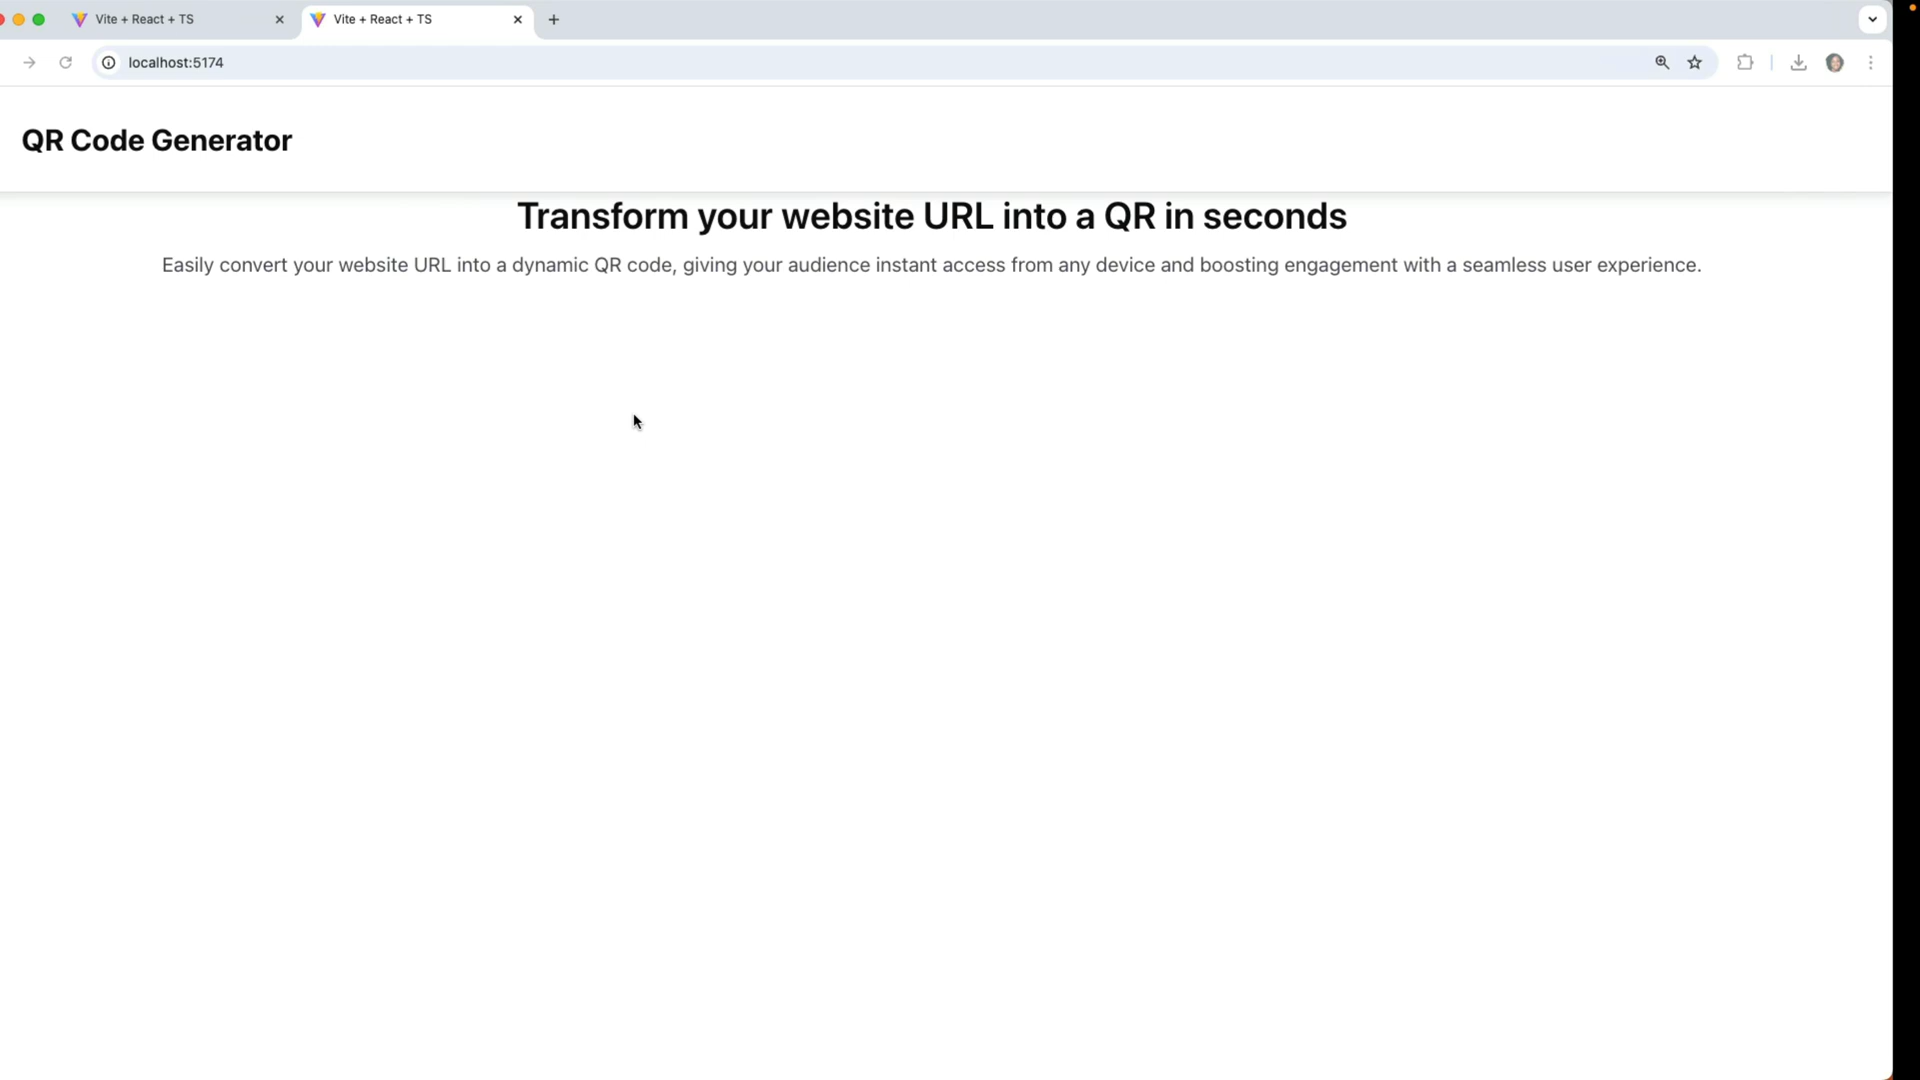 Vite + React + TS
Vite + React + TS
localhost:5174
QR Code Generator
Transform your website URL into a QR in seconds
Easily convert your website URL into a dynamic QR code, giving your audience instant access from any device and boosting engagement with a seamless user experience.